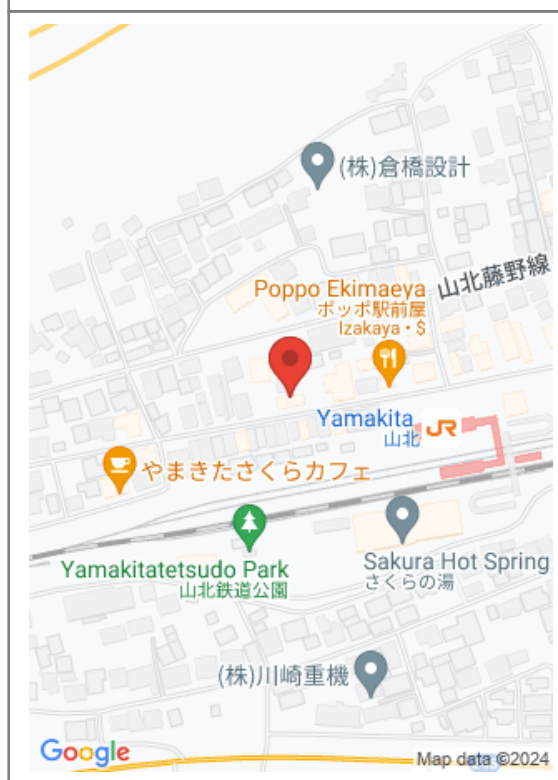 (株)倉橋設計
山北藤野線
Poppo Ekimaeya
ポッポ駅前屋
Izakaya・$
Yamakita
山北
JR
やまきたさくらカフェ
Yamakitatetsudo Park
山北鉄道公園
Sakura Hot Spring
さくらの湯
(株)川崎重機
Google
Map data ©2024